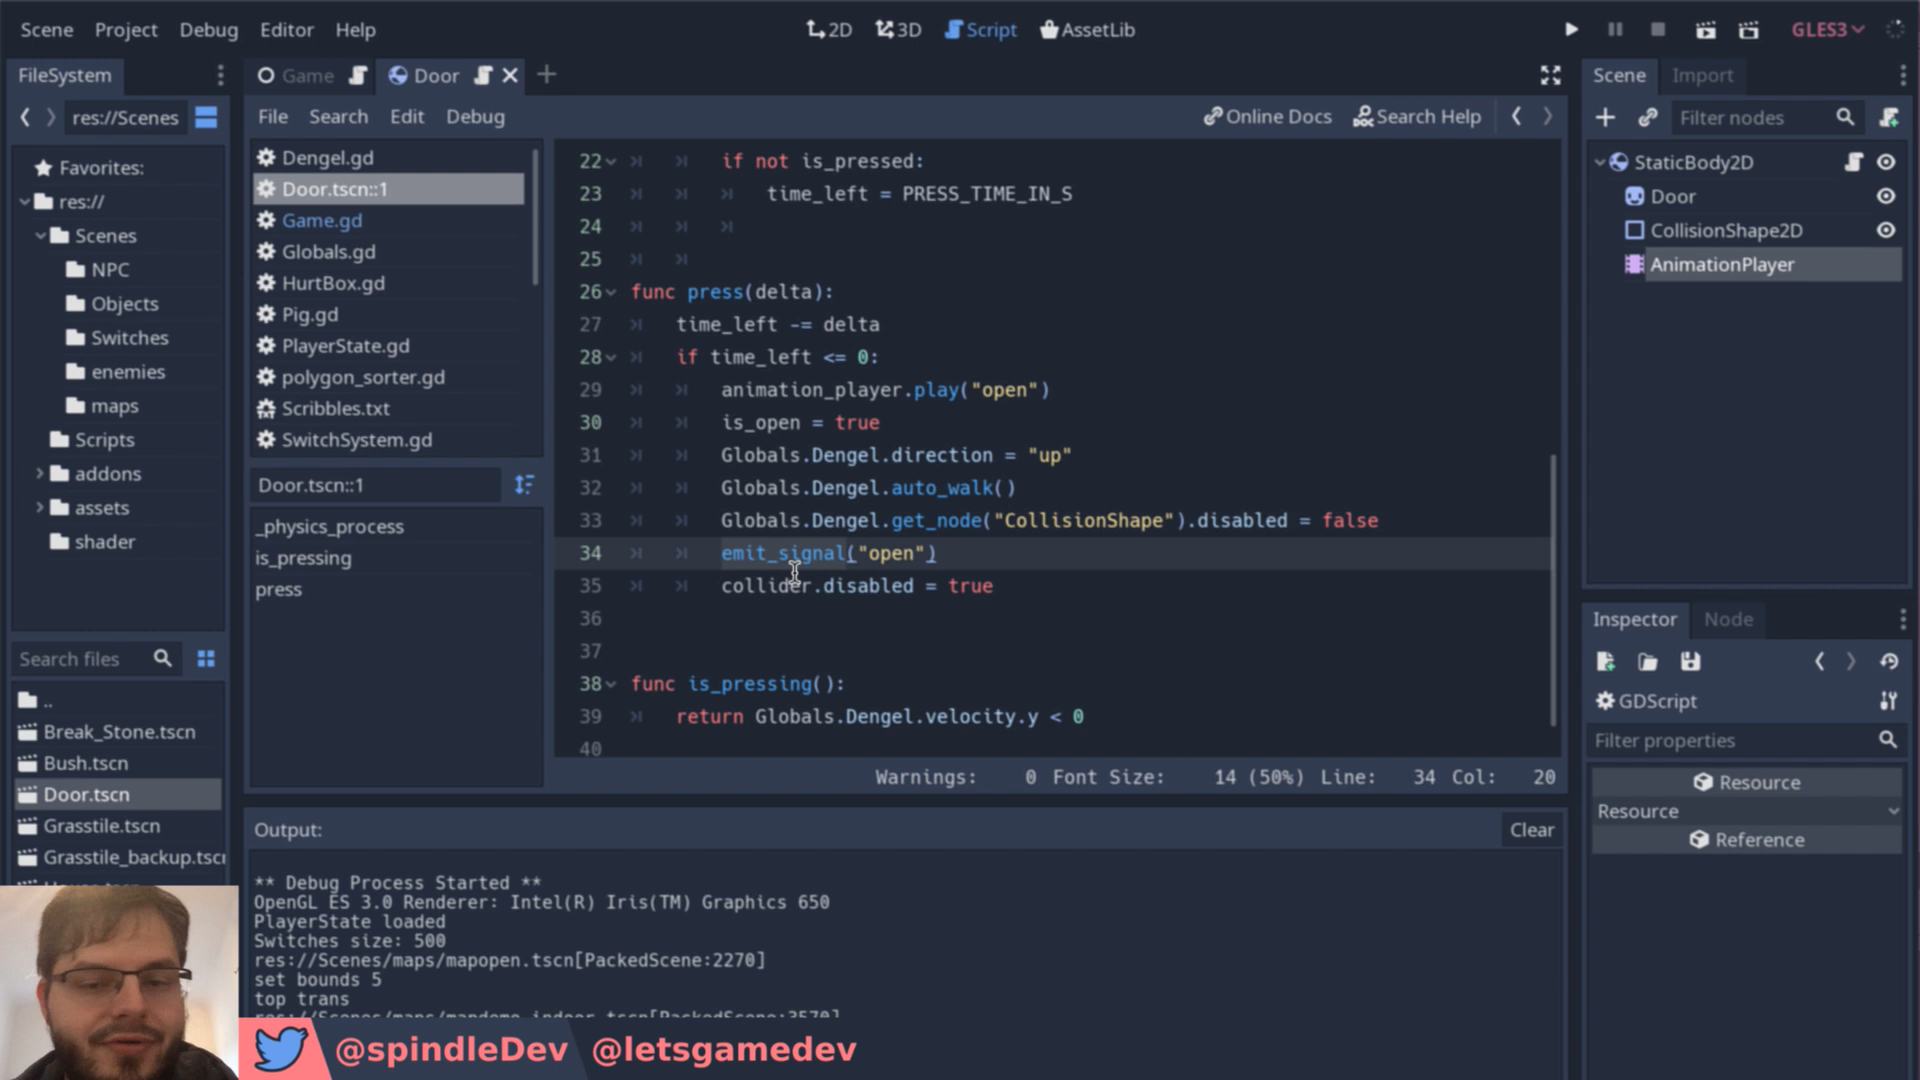 Scene Project Debug Editor Help
2D 3D Script AssetLib
GLES3
FileSystem
res://Scenes
Favorites:
res://
Scenes
NPC
Objects
Switches
enemies
maps
Scripts
addons
assets
shader
Search files
..
Break_Stone.tscn
Bush.tscn
Door.tscn
Grasstile.tscn
Grasstile_backup.tsc
Game Door
File Search Edit Debug
Online Docs Search Help
Dengel.gd
Door.tscn::1
Game.gd
Globals.gd
HurtBox.gd
Pig.gd
PlayerState.gd
polygon_sorter.gd
Scribbles.txt
SwitchSystem.gd
Door.tscn::1
_physics_process
is_pressing
press
22 if not is_pressed:
23 time_left = PRESS_TIME_IN_S
24
25
26 func press(delta):
27 time_left -= delta
28 if time_left <= 0:
29 animation_player.play("open")
30 is_open = true
31 Globals.Dengel.direction = "up"
32 Globals.Dengel.auto_walk()
33 Globals.Dengel.get_node("CollisionShape").disabled = false
34 emit_signal("open")
35 collider.disabled = true
36
37
38 func is_pressing():
39 return Globals.Dengel.velocity.y < 0
40
Warnings: 0 Font Size: 14 (50%) Line: 34 Col: 20
Output:
Clear
** Debug Process Started **
OpenGL ES 3.0 Renderer: Intel(R) Iris(TM) Graphics 650
PlayerState loaded
Switches size: 500
res://Scenes/maps/mapopen.tscn[PackedScene:2270]
set bounds 5
top trans
@spindleDev @letsgamedev
Scene Import
Filter nodes
StaticBody2D
Door
CollisionShape2D
AnimationPlayer
Inspector Node
GDScript
Filter properties
Resource
Resource
Reference